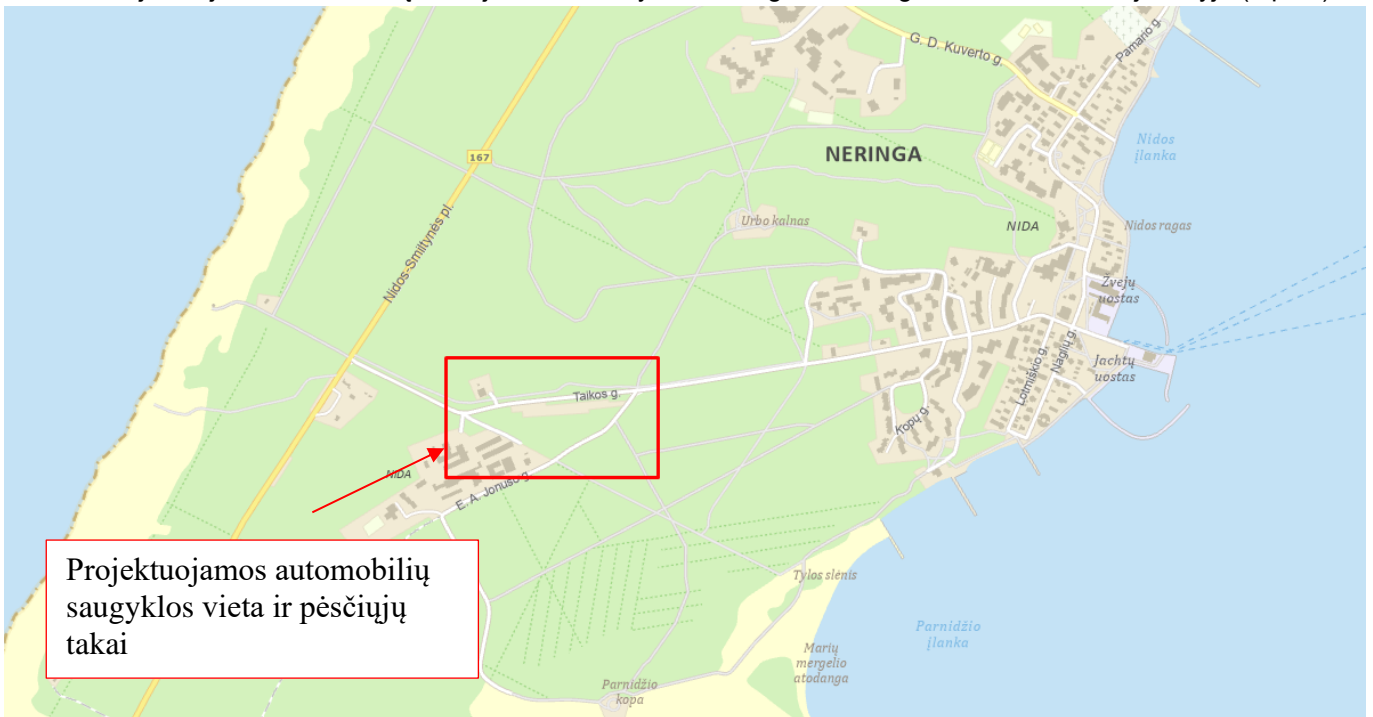 G. D. Kuverto g.
Pamario g.
Nidos
įlanka
167
NERINGA
Urbo kalnas
NIDA
Nidos ragas
Nidos-Smiltynės pl.
Žvejų
uostas
Jachtų
uostas
Naglių g.
Lotmiškio g.
Taikos g.
Kopų g.
NIDA
E. A. Jonušo g.
Projektuojamos automobilių
saugyklos vieta ir pėsčiųjų
takai
Tylos slėnis
Parnidžio
įlanka
Marių
mergelio
atodanga
Parnidžio
kopa